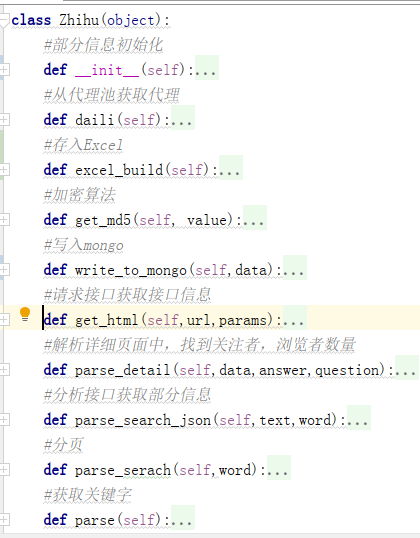 class Zhihu(object):
#部分信息初始化
def __init__(self):...
#从代理池获取代理
def daili(self):...
#存入Excel
def excel_build(self):...
#加密算法
def get_md5(self, value):...
#写入mongo
def write_to_mongo(self,data):...
#请求接口获取接口信息
def get_html(self,url,params):...
#解析详细页面中，找到关注者，浏览者数量
def parse_detail(self,data,answer,question):...
#分析接口获取部分信息
def parse_search_json(self,text,word):...
#分页
def parse_serach(self,word):...
#获取关键字
def parse(self):...